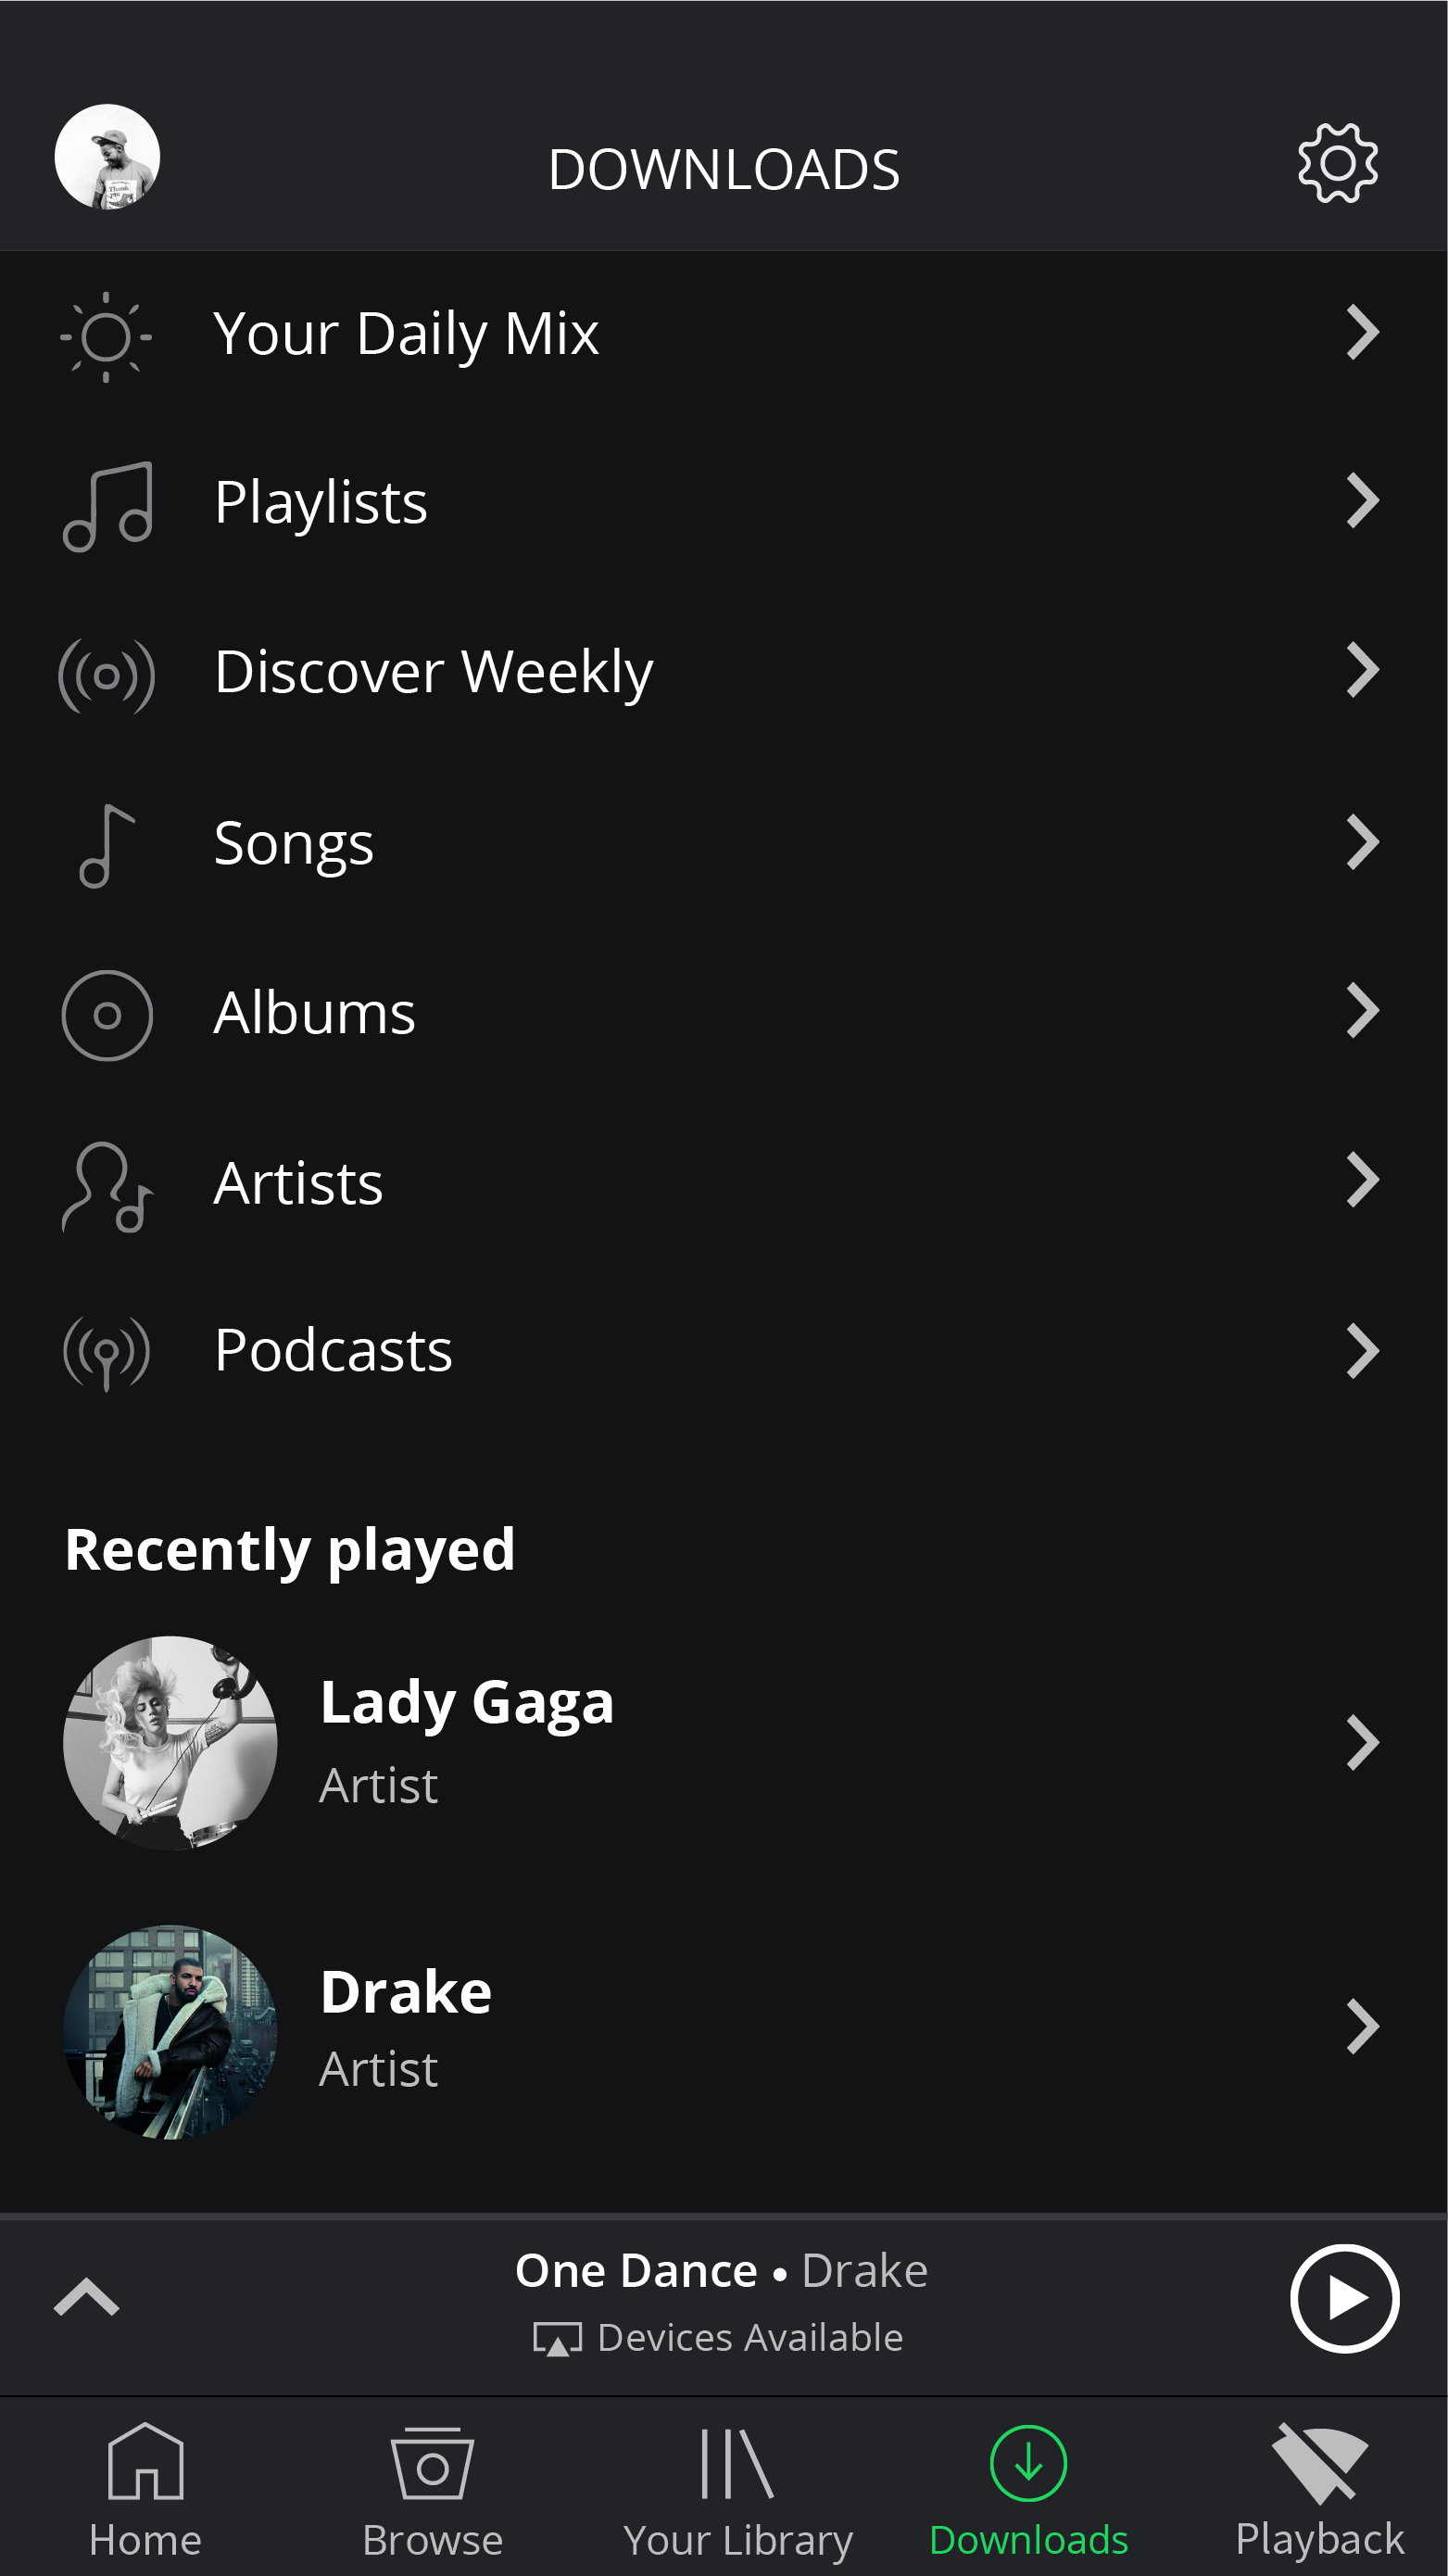 DOWNLOADS
Your Daily Mix
Playlists
Discover Weekly
Songs
Albums
Artists
Podcasts
Recently played
Lady Gaga
Artist
Drake
Artist
One Dance • Drake
Devices Available
Home
Browse
Your Library
Downloads
Playback